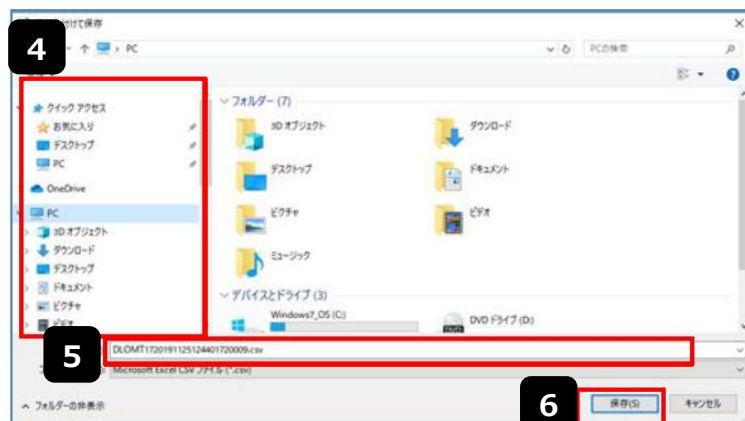 付けて保存
4
PC
PCの検索
クイック アクセス
お気に入り
デスクトップ
PC
OneDrive
PC
3D オブジェクト
ダウンロード
デスクトップ
ドキュメント
ピクチャ
ビデオ
フォルダー (7)
3D オブジェクト
ダウンロード
デスクトップ
ドキュメント
ピクチャ
ビデオ
ミュージック
デバイスとドライブ (3)
Windows7_OS (C:)
DVD ドライブ (D:)
5
DLOMT1720191125124401720009.csv
Microsoft Excel CSV ファイル (*.csv)
フォルダーの非表示
6
保存(S)
キャンセル